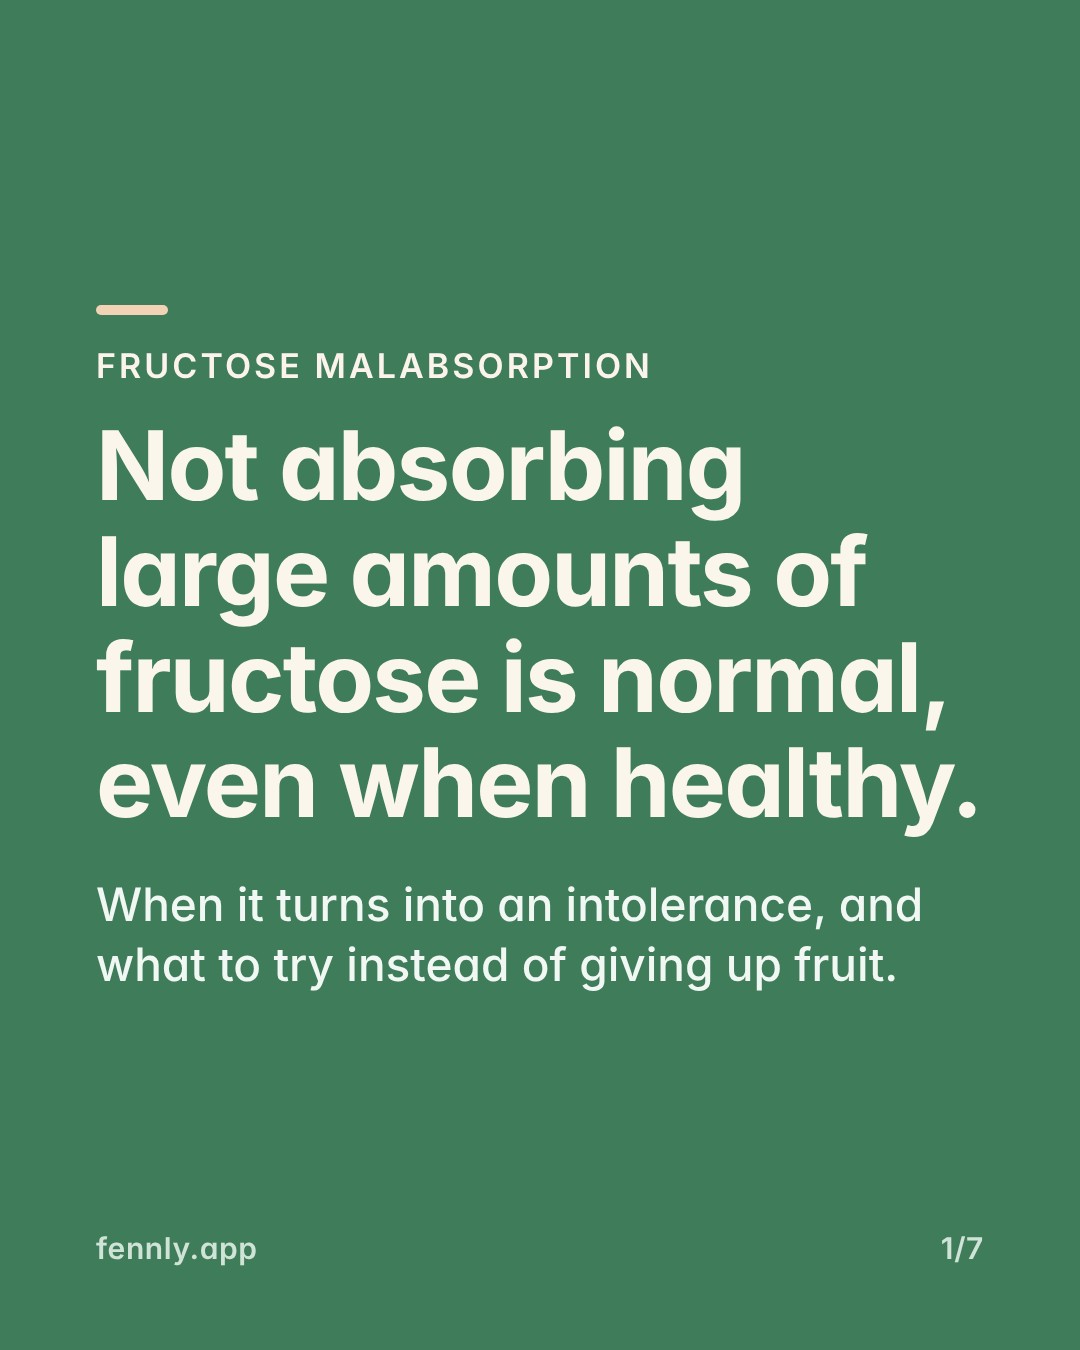 FRUCTOSE MALABSORPTION
Not absorbing
large amounts of
fructose is normal,
even when healthy.
When it turns into an intolerance, and
what to try instead of giving up fruit.
fennly.app
1/7